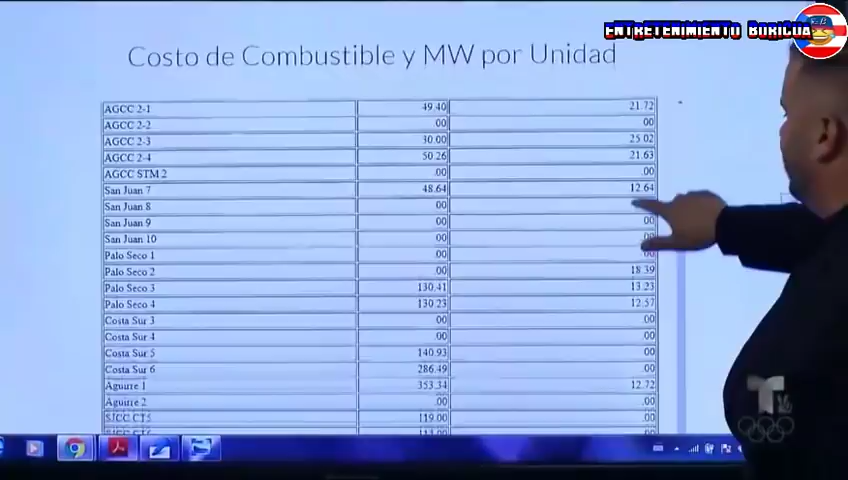 ENTRETENIMIENTO BORICUA
Costo de Combustible y MW por Unidad
AGCC 2-1 49.40 21.72
AGCC 2-2 .00 .00
AGCC 2-3 30.00 25.02
AGCC 2-4 50.26 21.63
AGCC STM 2 .00 .00
San Juan 7 48.64 12.64
San Juan 8 .00
San Juan 9 .00 .00
San Juan 10 .00 .00
Palo Seco 1 .00 .00
Palo Seco 2 .00 18.39
Palo Seco 3 130.41 13.23
Palo Seco 4 130.23 12.57
Costa Sur 3 .00 .00
Costa Sur 4 .00 .00
Costa Sur 5 140.93 .00
Costa Sur 6 286.49 .00
Aguirre 1 353.34 12.72
Aguirre 2 .00 .00
SJCC CT5 119.00 .00